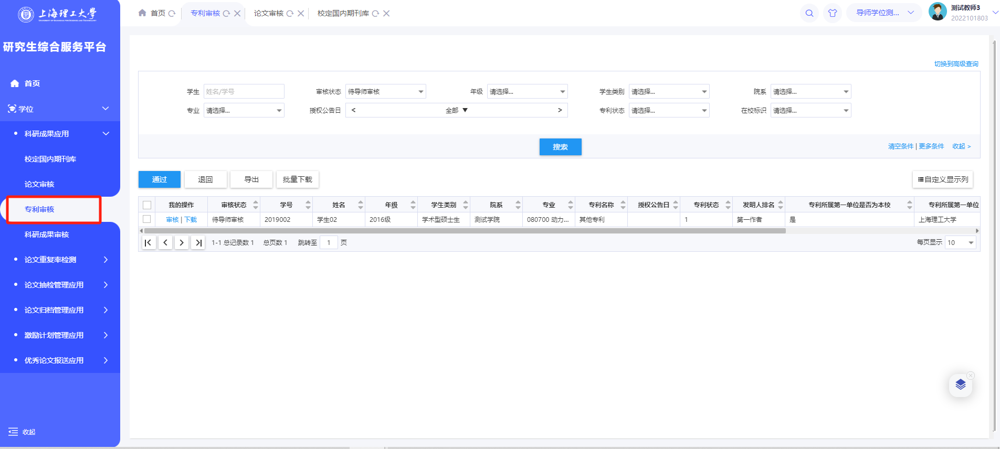 上海理工大學
UNIVERSITY OF SHANGHAI FOR SCIENCE AND TECHNOLOGY
研究生综合服务平台
首页
学位
科研成果应用
校定国内期刊库
论文审核
专利审核
科研成果审核
论文重复率检测
论文抽检管理应用
论文归档管理应用
激励计划管理应用
优秀论文报送应用
收起
首页 专利审核 论文审核 校定国内期刊库
导师学位测...
测试教师3
2022101803
切换到高级查询
学生 姓名/学号 审核状态 待导师审核 年级 请选择... 学生类别 请选择... 院系 请选择...
专业 请选择... 授权公告日 < 全部 ▼ > 专利状态 请选择... 在校标识 请选择...
搜索 清空条件 | 更多条件 收起 >
通过 退回 导出 批量下载 自定义显示列
我的操作 审核状态 学号 姓名 年级 学生类别 院系 专业 专利名称 授权公告日 专利状态 发明人排名 专利所属第一单位是否为本校 专利所属第一单位
审核 | 下载 待导师审核 2019002 学生02 2016级 学术型硕士生 测试学院 080700 动力... 其他专利 1 第一作者 是 上海理工大学
1-1 总记录数 1 总页数 1 跳转至 1 页 每页显示 10